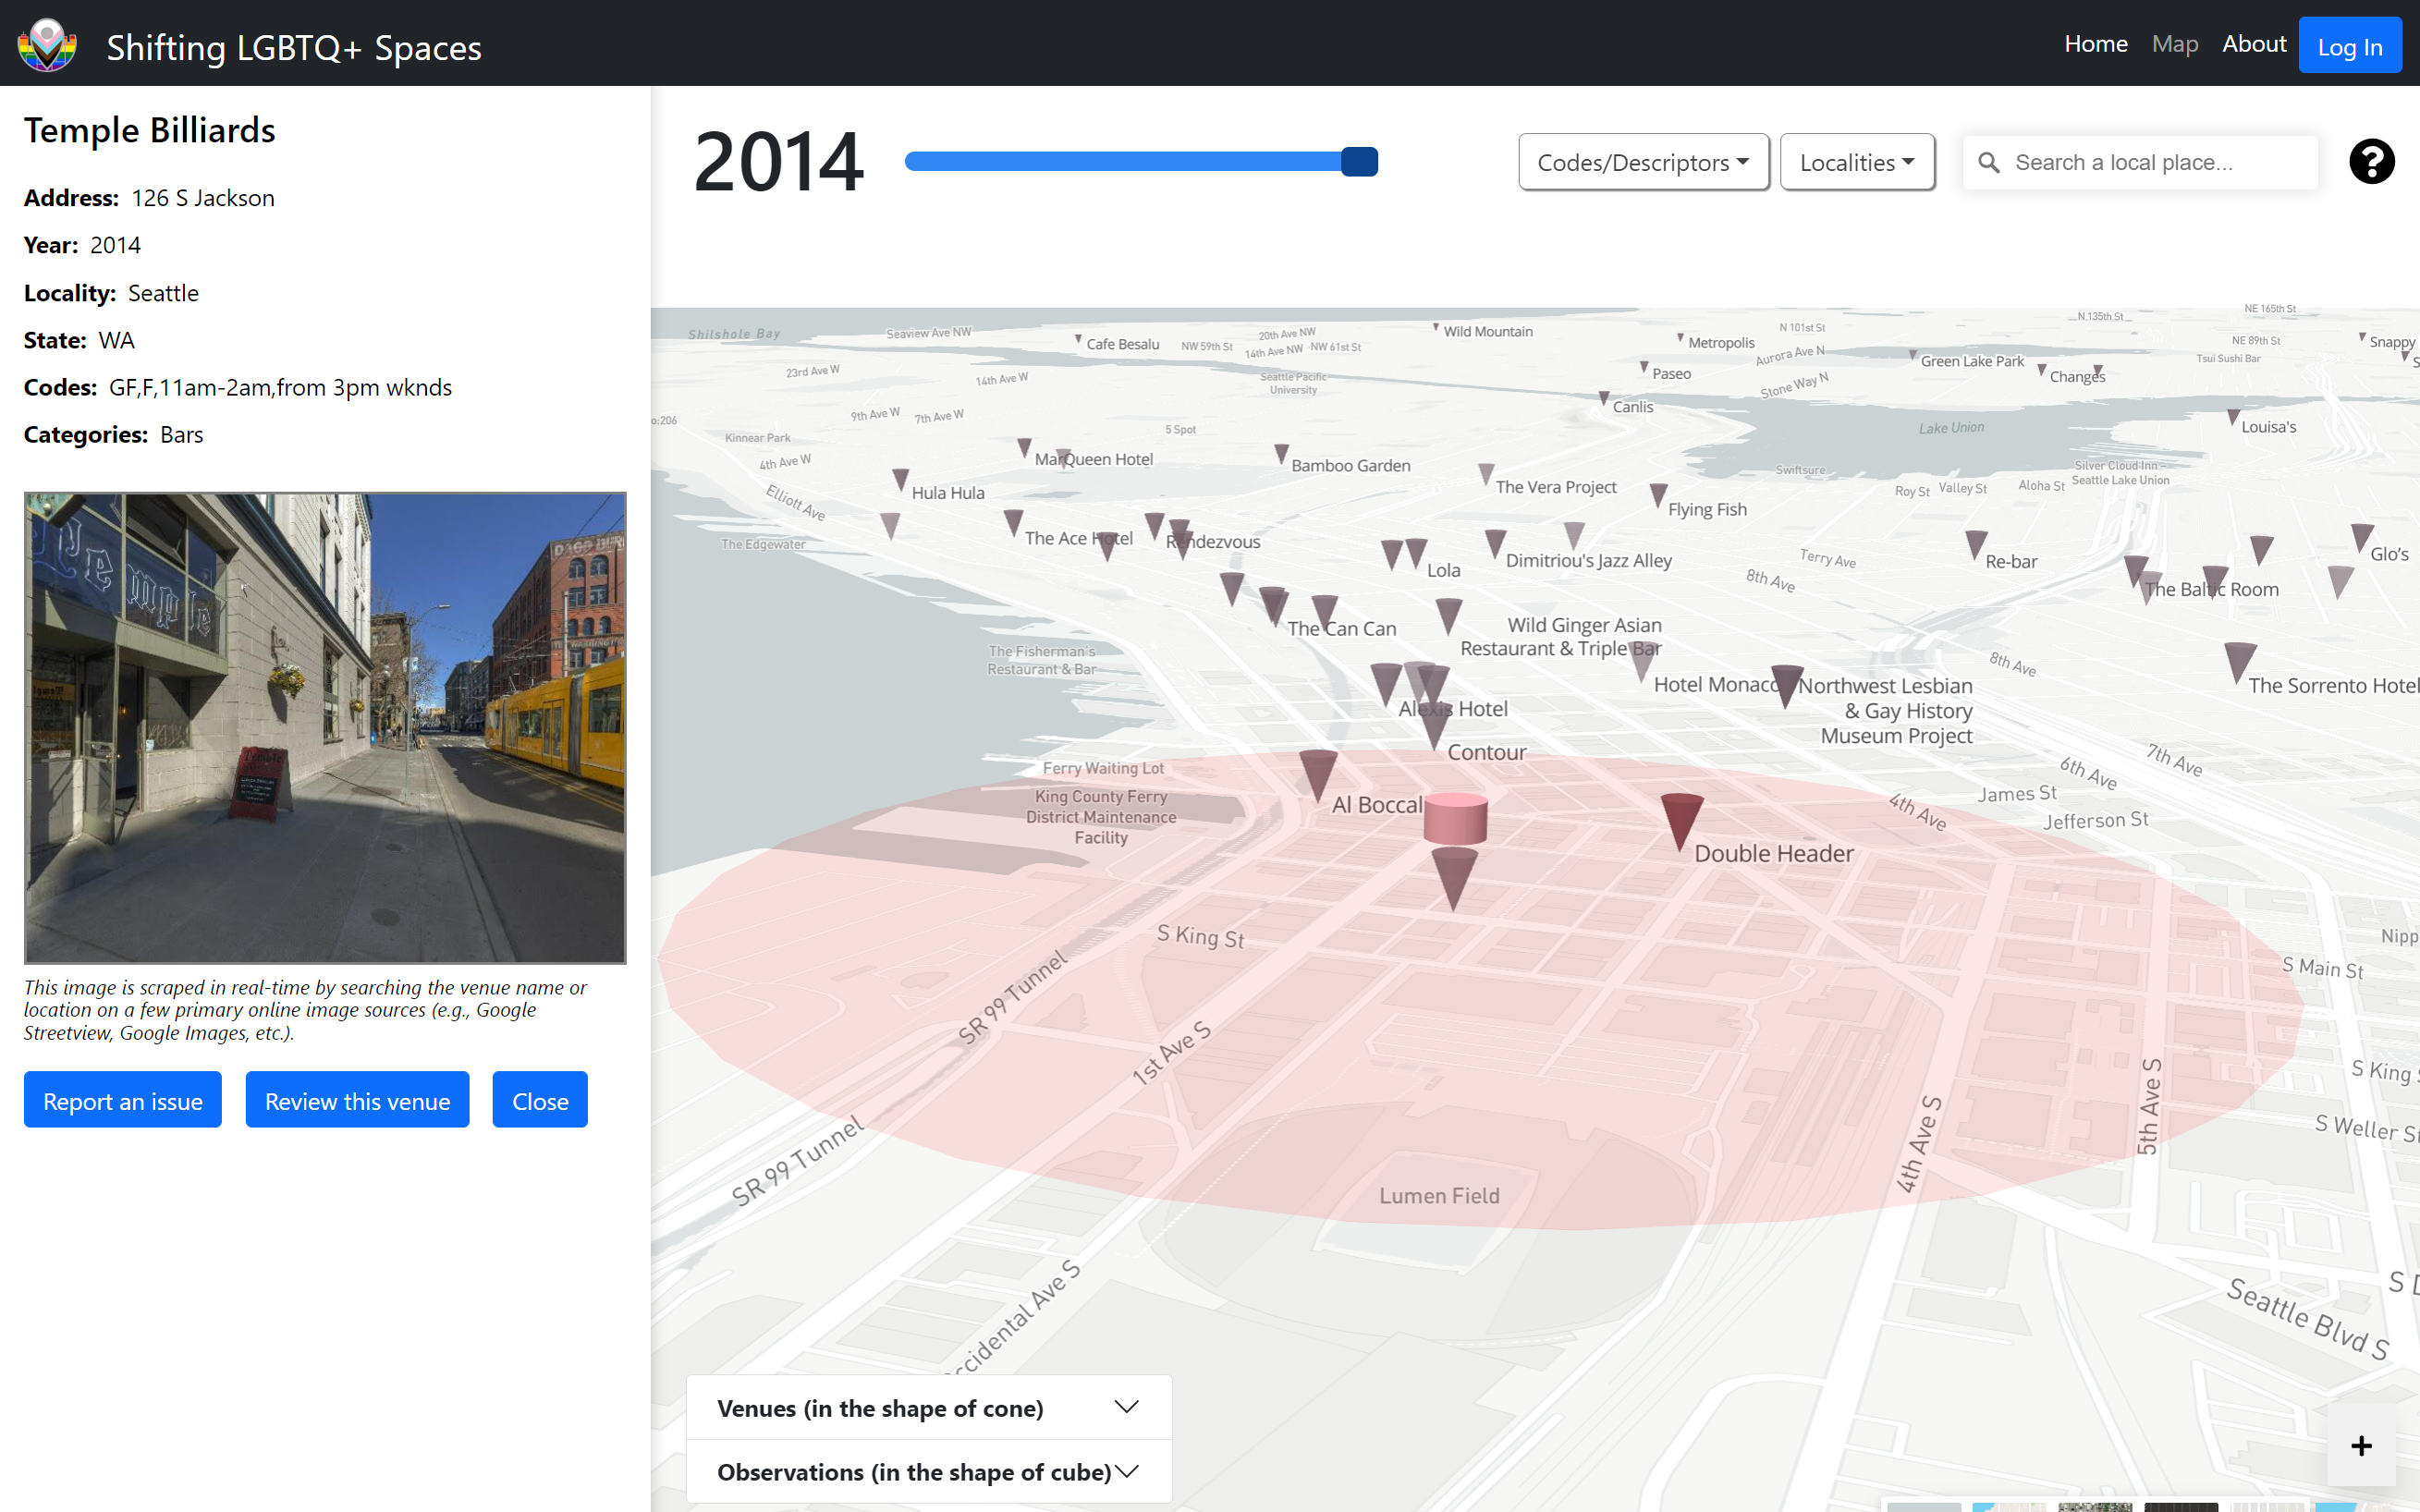 Shifting LGBTQ+ Spaces
Home
Map
About
Log In
Temple Billiards
Address: 126 S Jackson
Year: 2014
Locality: Seattle
State: WA
Codes: GF,F,11am-2am,from 3pm wknds
Categories: Bars
Temple
This image is scraped in real-time by searching the venue name or
location on a few primary online image sources (e.g., Google
Streetview, Google Images, etc.).
Report an issue
Review this venue
Close
2014
Codes/Descriptors
Localities
Search a local place...
?
NE 165th St
Shilshole Bay
Seaview Ave NW
20th Ave NW
Wild Mountain
N 101st St
N 135th St
Cafe Besalu
NW 59th St
14th Ave NW
NW 61st St
Metropolis
Aurora Ave N
NE 89th St
Snappy
Green Lake Park
Tsui Sushi Bar
23rd Ave W
14th Ave W
Seattle Pacific
University
Paseo
Stone Way N
Changes
9th Ave W
7th Ave W
Canlis
o:206
Kinnear Park
5 Spot
Lake Union
Louisa's
4th Ave W
MarQueen Hotel
Bamboo Garden
Swiftsure
Silver Cloud Inn -
Seattle Lake Union
Elliott Ave
Hula Hula
The Vera Project
Roy St
Valley St
Aloha St
Flying Fish
The Edgewater
The Ace Hotel
Rendezvous
Lola
Dimitriou's Jazz Alley
Terry Ave
8th Ave
Re-bar
Glo's
The Baltic Room
The Can Can
Wild Ginger Asian
Restaurant & Triple Bar
The Fisherman's
Restaurant & Bar
8th Ave
Hotel Monaco
Northwest Lesbian
& Gay History
Museum Project
The Sorrento Hotel
Alexis Hotel
Contour
Ferry Waiting Lot
King County Ferry
District Maintenance
Facility
Al Boccal
4th Ave
James St
Jefferson St
6th Ave
7th Ave
Double Header
S King St
Nipp
S Main St
SR 99 Tunnel
1st Ave S
S King S
5th Ave S
S Weller St
4th Ave S
SR 99 Tunnel
Lumen Field
ccidental Ave S
Seattle Blvd S
S D
Venues (in the shape of cone)
Observations (in the shape of cube)
+